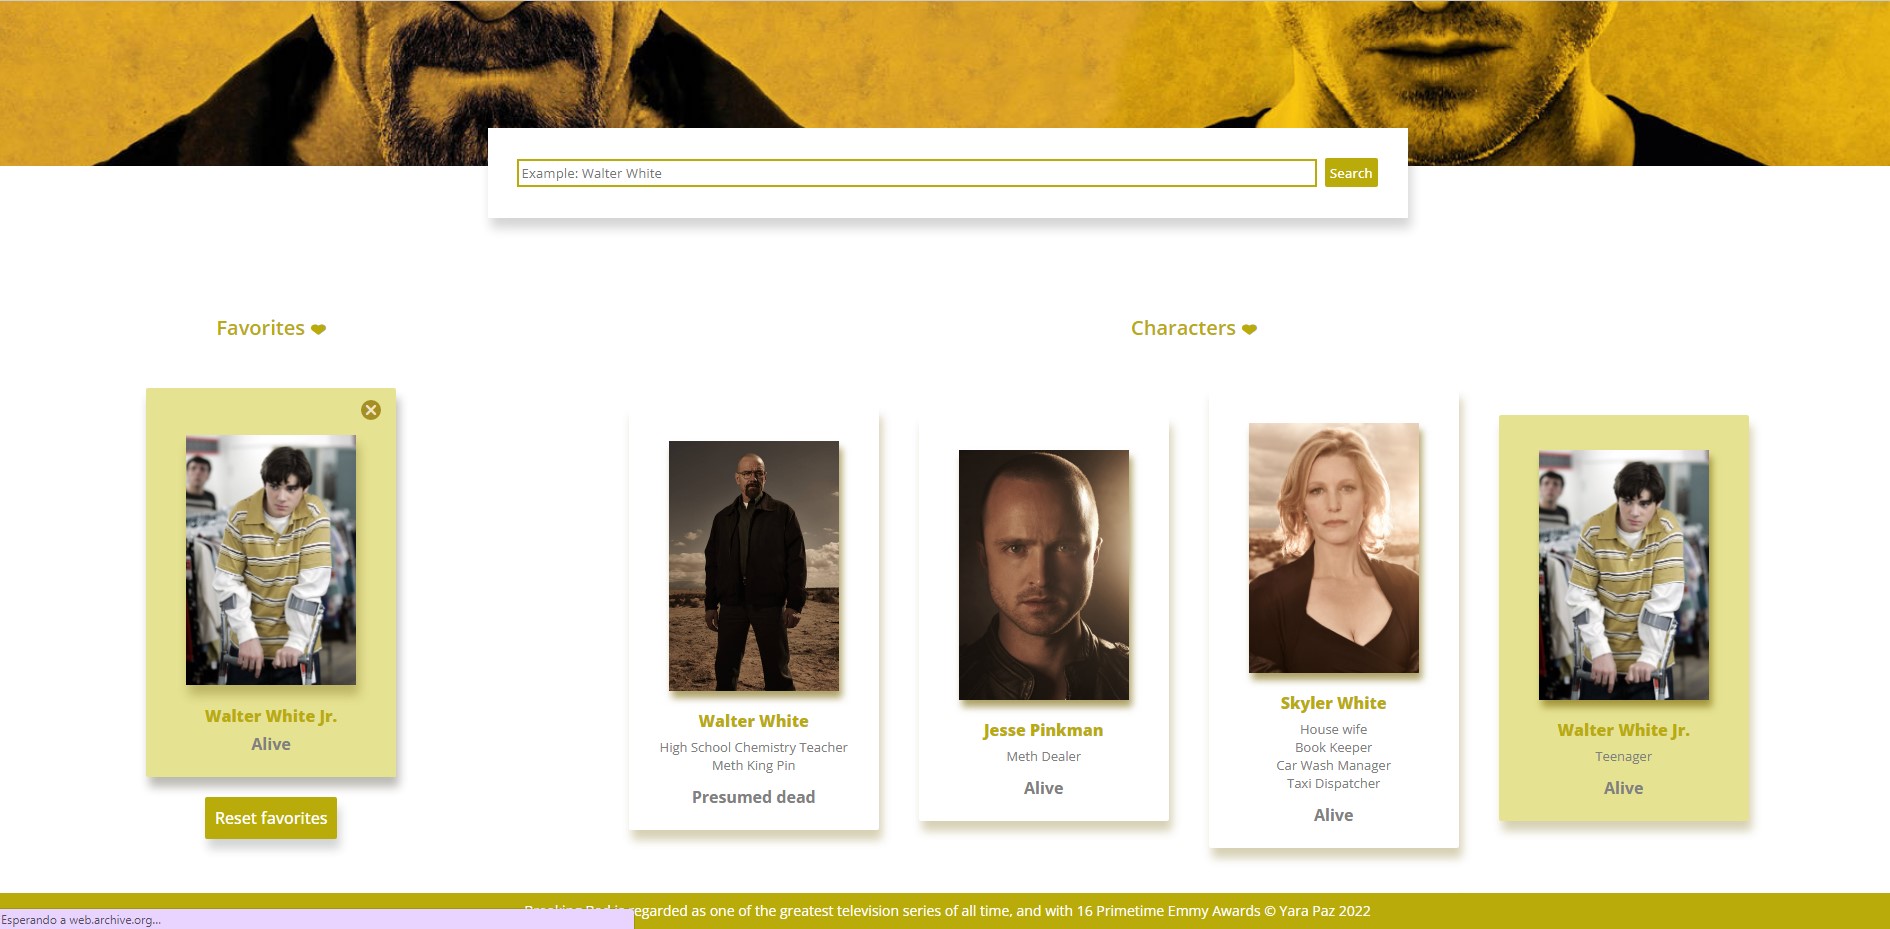 Example: Walter White
Search
Favorites
Characters
Walter White Jr.
Alive
Reset favorites
Walter White
High School Chemistry Teacher
Meth King Pin
Presumed dead
Jesse Pinkman
Meth Dealer
Alive
Skyler White
House wife
Book Keeper
Car Wash Manager
Taxi Dispatcher
Alive
Walter White Jr.
Teenager
Alive
Breaking Bad is regarded as one of the greatest television series of all time, and with 16 Primetime Emmy Awards © Yara Paz 2022
Esperando a web.archive.org...